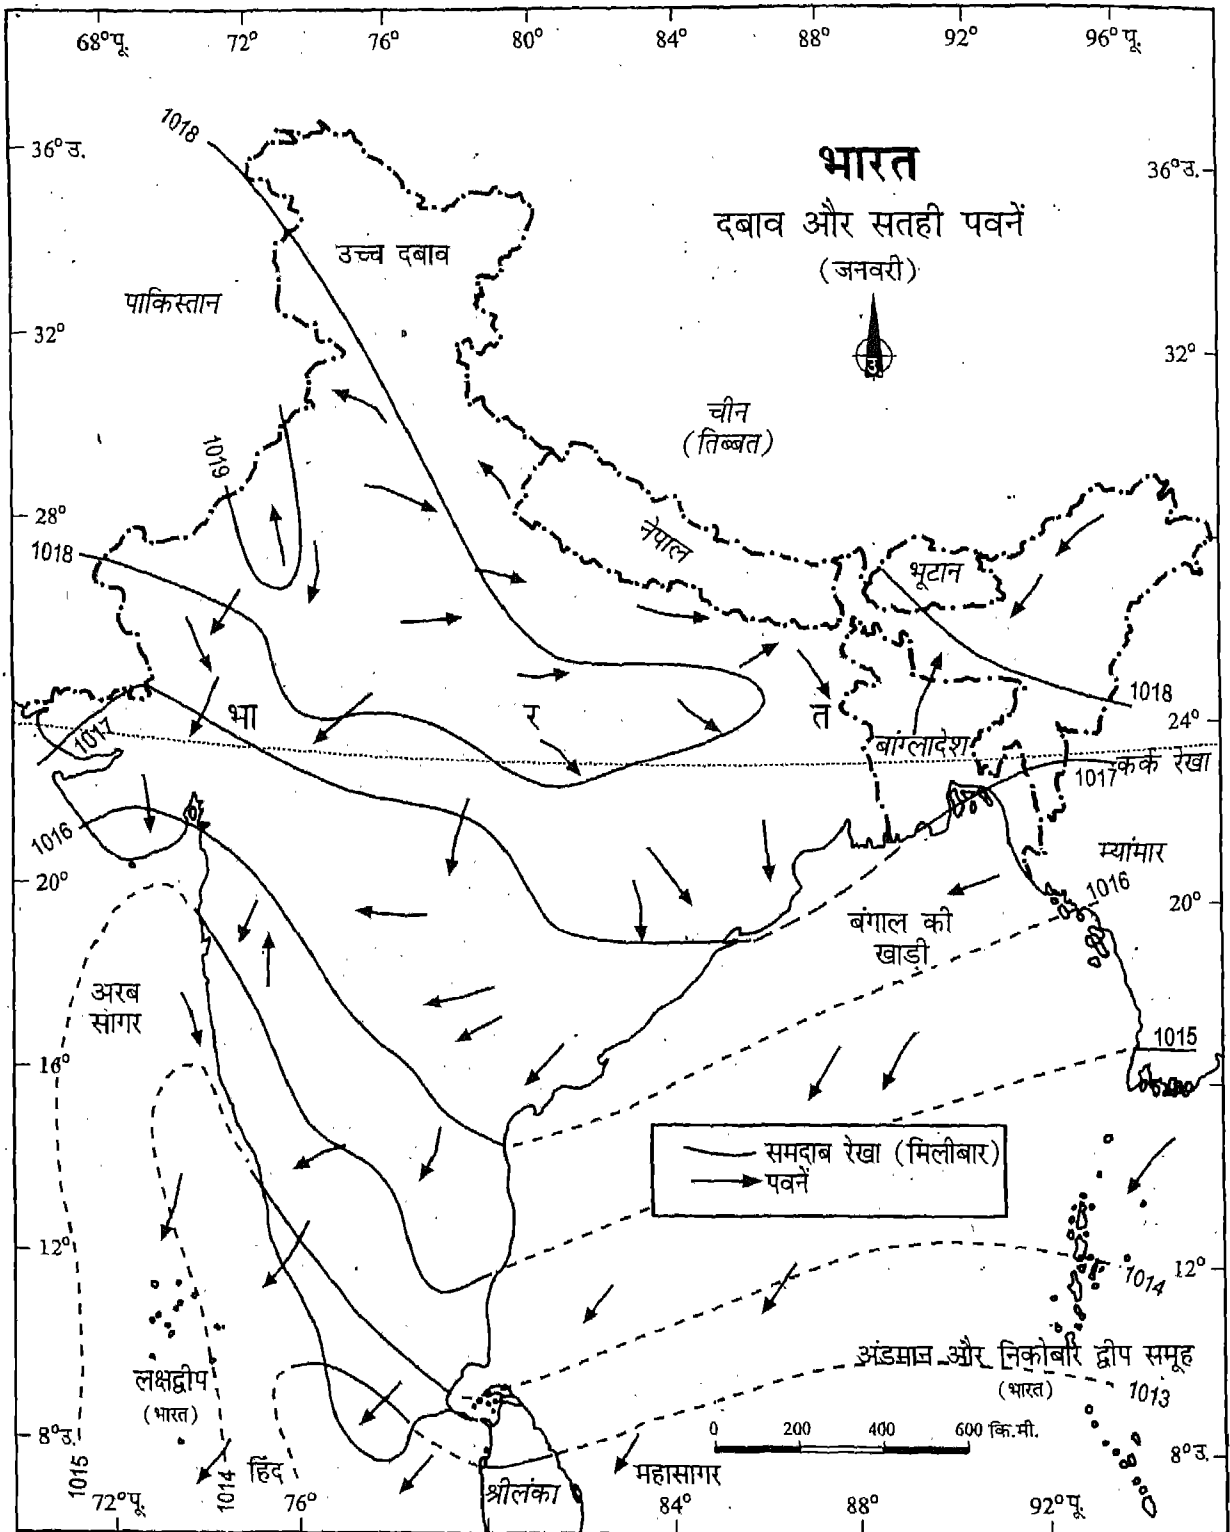 68°पू.
72°
76°
80°
84°
88°
92°
96°पू.
1018
36°उ.
भारत
36°उ.
दबाव और सतही पवनें
(जनवरी)
उच्च दबाव
पाकिस्तान
32°
32°
उ
चीन
(तिब्बत)
1019
28°
1018
नेपाल
भूटान
1018
भा
र
त
24°
1017
बांग्लादेश
कर्क रेखा
1017
1016
म्यांमार
20°
1016
20°
बंगाल की
खाड़ी
अरब
सागर
16°
1015
समदाब रेखा (मिलीबार)
पवनें
12°
12°
1014
अंडमान और निकोबार द्वीप समूह
(भारत)
1013
लक्षद्वीप
(भारत)
0 200 400 600 कि.मी.
8°उ.
8°
1015
1014
हिंद
महासागर
श्रीलंका
72°पू.
76°
84°
88°
92°पू.